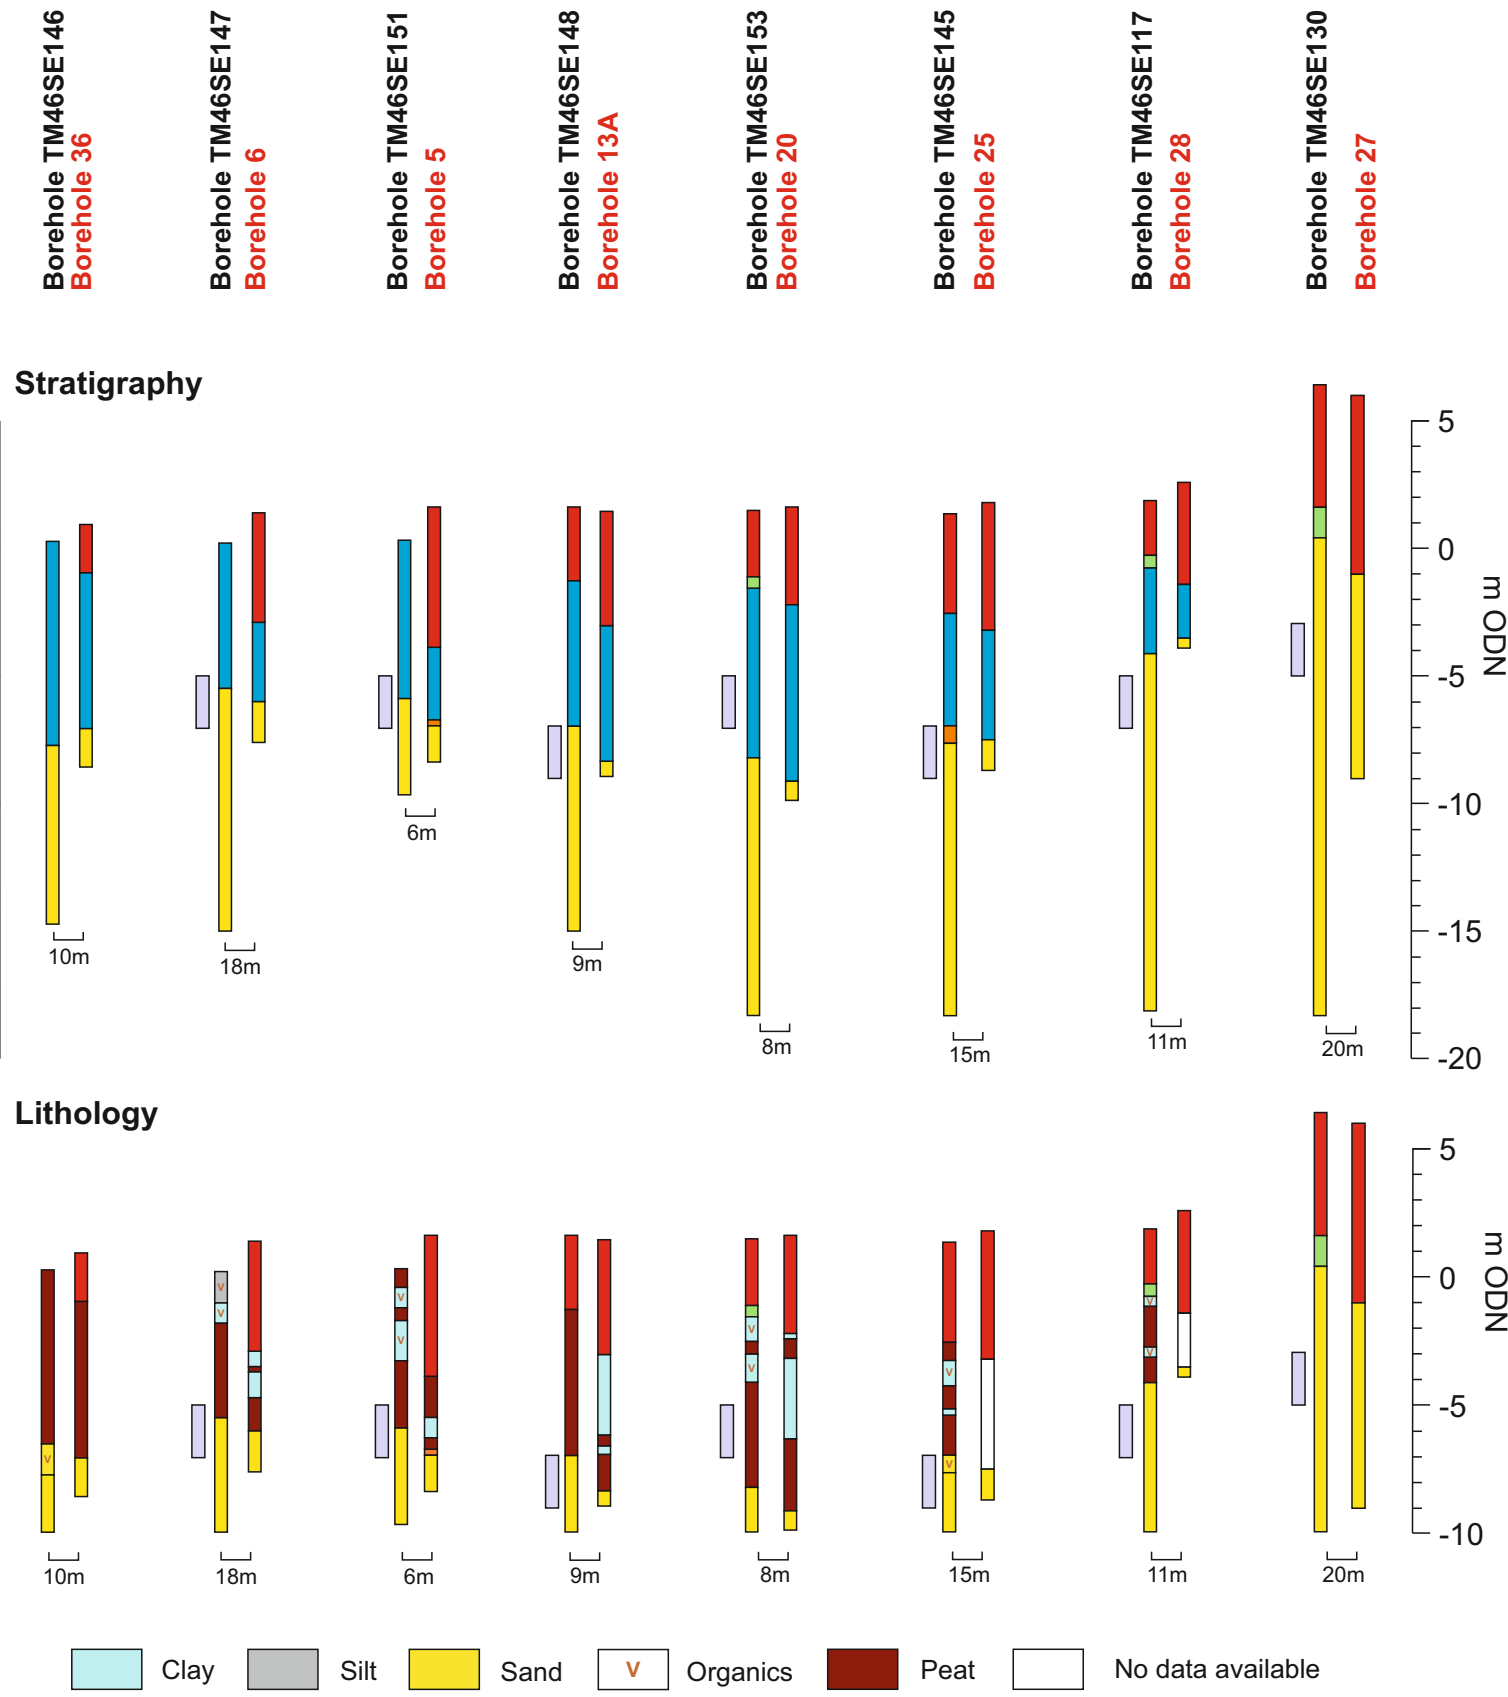 Borehole TM46SE146
Borehole 36
Borehole TM46SE147
Borehole 6
Borehole TM46SE151
Borehole 5
Borehole TM46SE148
Borehole 13A
Borehole TM46SE153
Borehole 20
Borehole TM46SE145
Borehole 25
Borehole TM46SE117
Borehole 28
Borehole TM46SE130
Borehole 27
Stratigraphy
5
0
-5
-10
-15
-20
m ODN
10m
18m
6m
9m
8m
15m
11m
20m
Lithology
5
0
-5
-10
m ODN
V
V
V
V
V
V
V
V
V
V
V
10m
18m
6m
9m
8m
15m
11m
20m
Clay
Silt
Sand
V
Organics
Peat
No data available